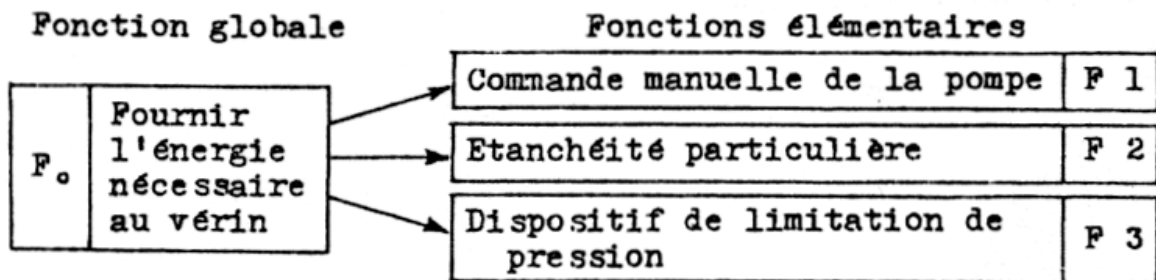 Fonction globale
Fonctions élémentaires
F₀
Fournir
l'énergie
nécessaire
au vérin
Commande manuelle de la pompe F 1
Etanchéité particulière F 2
Dispositif de limitation de
pression
F 3